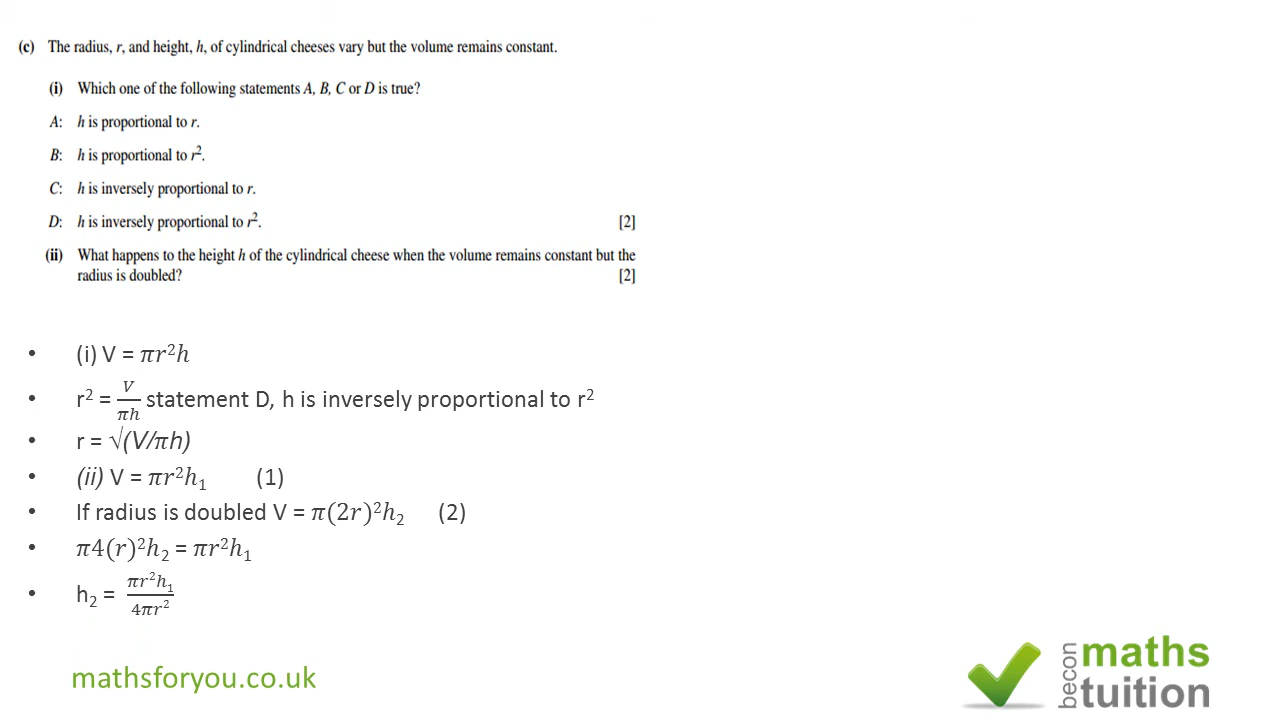 (c) The radius, r, and height, h, of cylindrical cheeses vary but the volume remains constant.
(i) Which one of the following statements A, B, C or D is true?
A: h is proportional to r.
B: h is proportional to r².
C: h is inversely proportional to r.
D: h is inversely proportional to r². [2]
(ii) What happens to the height h of the cylindrical cheese when the volume remains constant but the
radius is doubled? [2]
• (i) V = 𝜋𝑟²ℎ
• r² = 𝑉/𝜋ℎ statement D, h is inversely proportional to r²
• r = √(V/πh)
• (ii) V = 𝜋𝑟²ℎ₁ (1)
• If radius is doubled V = 𝜋(2𝑟)²ℎ₂ (2)
• 𝜋4(𝑟)²ℎ₂ = 𝜋𝑟²ℎ₁
• h₂ = 𝜋𝑟²ℎ₁/4𝜋𝑟²
mathsforyou.co.uk
becon maths tuition